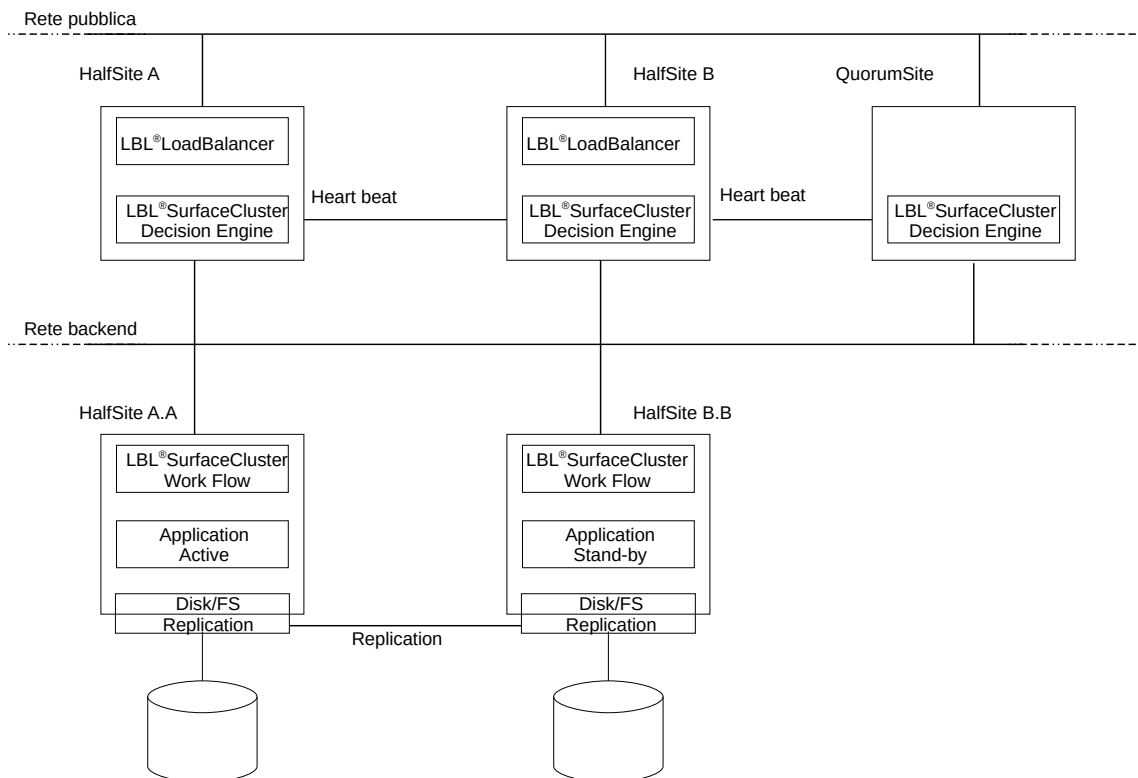 Rete pubblica
HalfSite A
HalfSite B
QuorumSite
LBL®LoadBalancer
LBL®LoadBalancer
Heart beat
Heart beat
LBL®SurfaceCluster
Decision Engine
LBL®SurfaceCluster
Decision Engine
LBL®SurfaceCluster
Decision Engine
Rete backend
HalfSite A.A
HalfSite B.B
LBL®SurfaceCluster
Work Flow
LBL®SurfaceCluster
Work Flow
Application
Active
Application
Stand-by
Disk/FS
Replication
Disk/FS
Replication
Replication